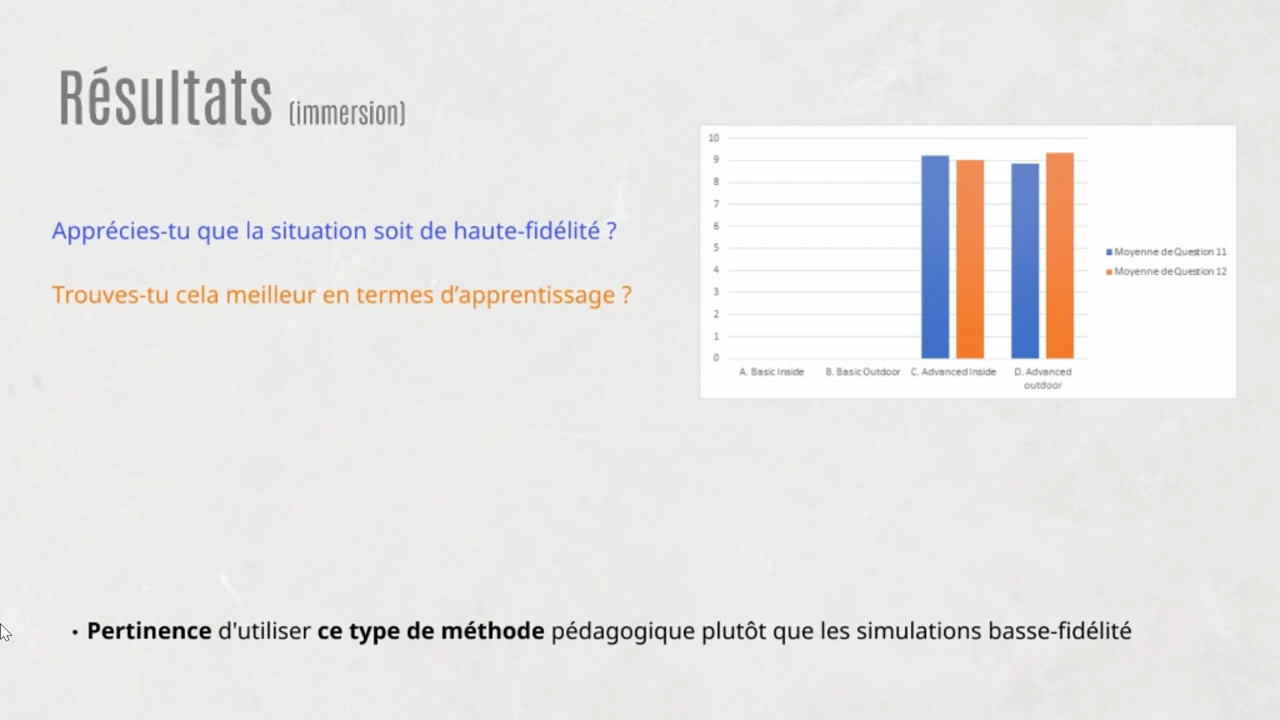 Résultats (immersion)
Apprécies-tu que la situation soit de haute-fidélité ?
Trouves-tu cela meilleur en termes d’apprentissage ?
10
9
8
7
6
5
4
3
2
1
0
A. Basic Inside
B. Basic Outdoor
C. Advanced Inside
D. Advanced
outdoor
Moyenne de Question 11
Moyenne de Question 12
• Pertinence d'utiliser ce type de méthode pédagogique plutôt que les simulations basse-fidélité